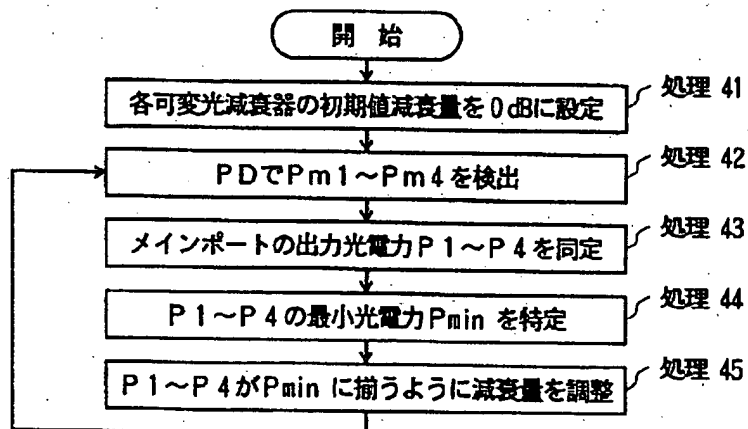 開 始
各可変光減衰器の初期値減衰量を0dBに設定
処理 41
PDでPm1～Pm4を検出
処理 42
メインポートの出力光電力P1～P4を同定
処理 43
P1～P4の最小光電力Pmin を特定
処理 44
P1～P4がPmin に揃うように減衰量を調整
処理 45